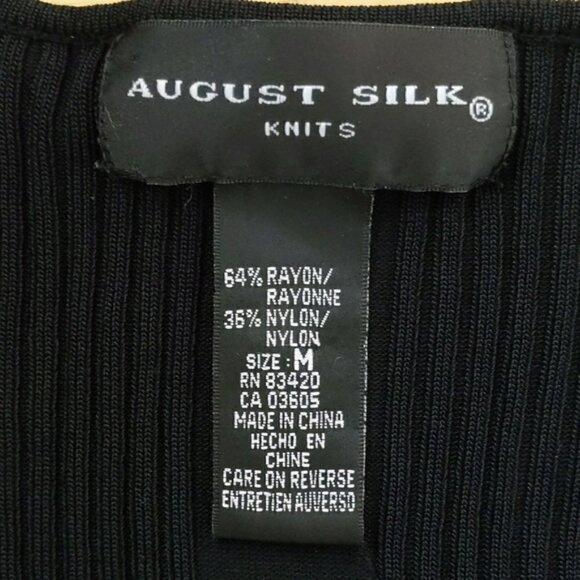 AUGUST SILK®
KNITS
64% RAYON/
RAYONNE
36% NYLON/
NYLON
SIZE : M
RN 83420
CA 03605
MADE IN CHINA
HECHO EN
CHINE
CARE ON REVERSE
ENTRETIEN AUVERSO